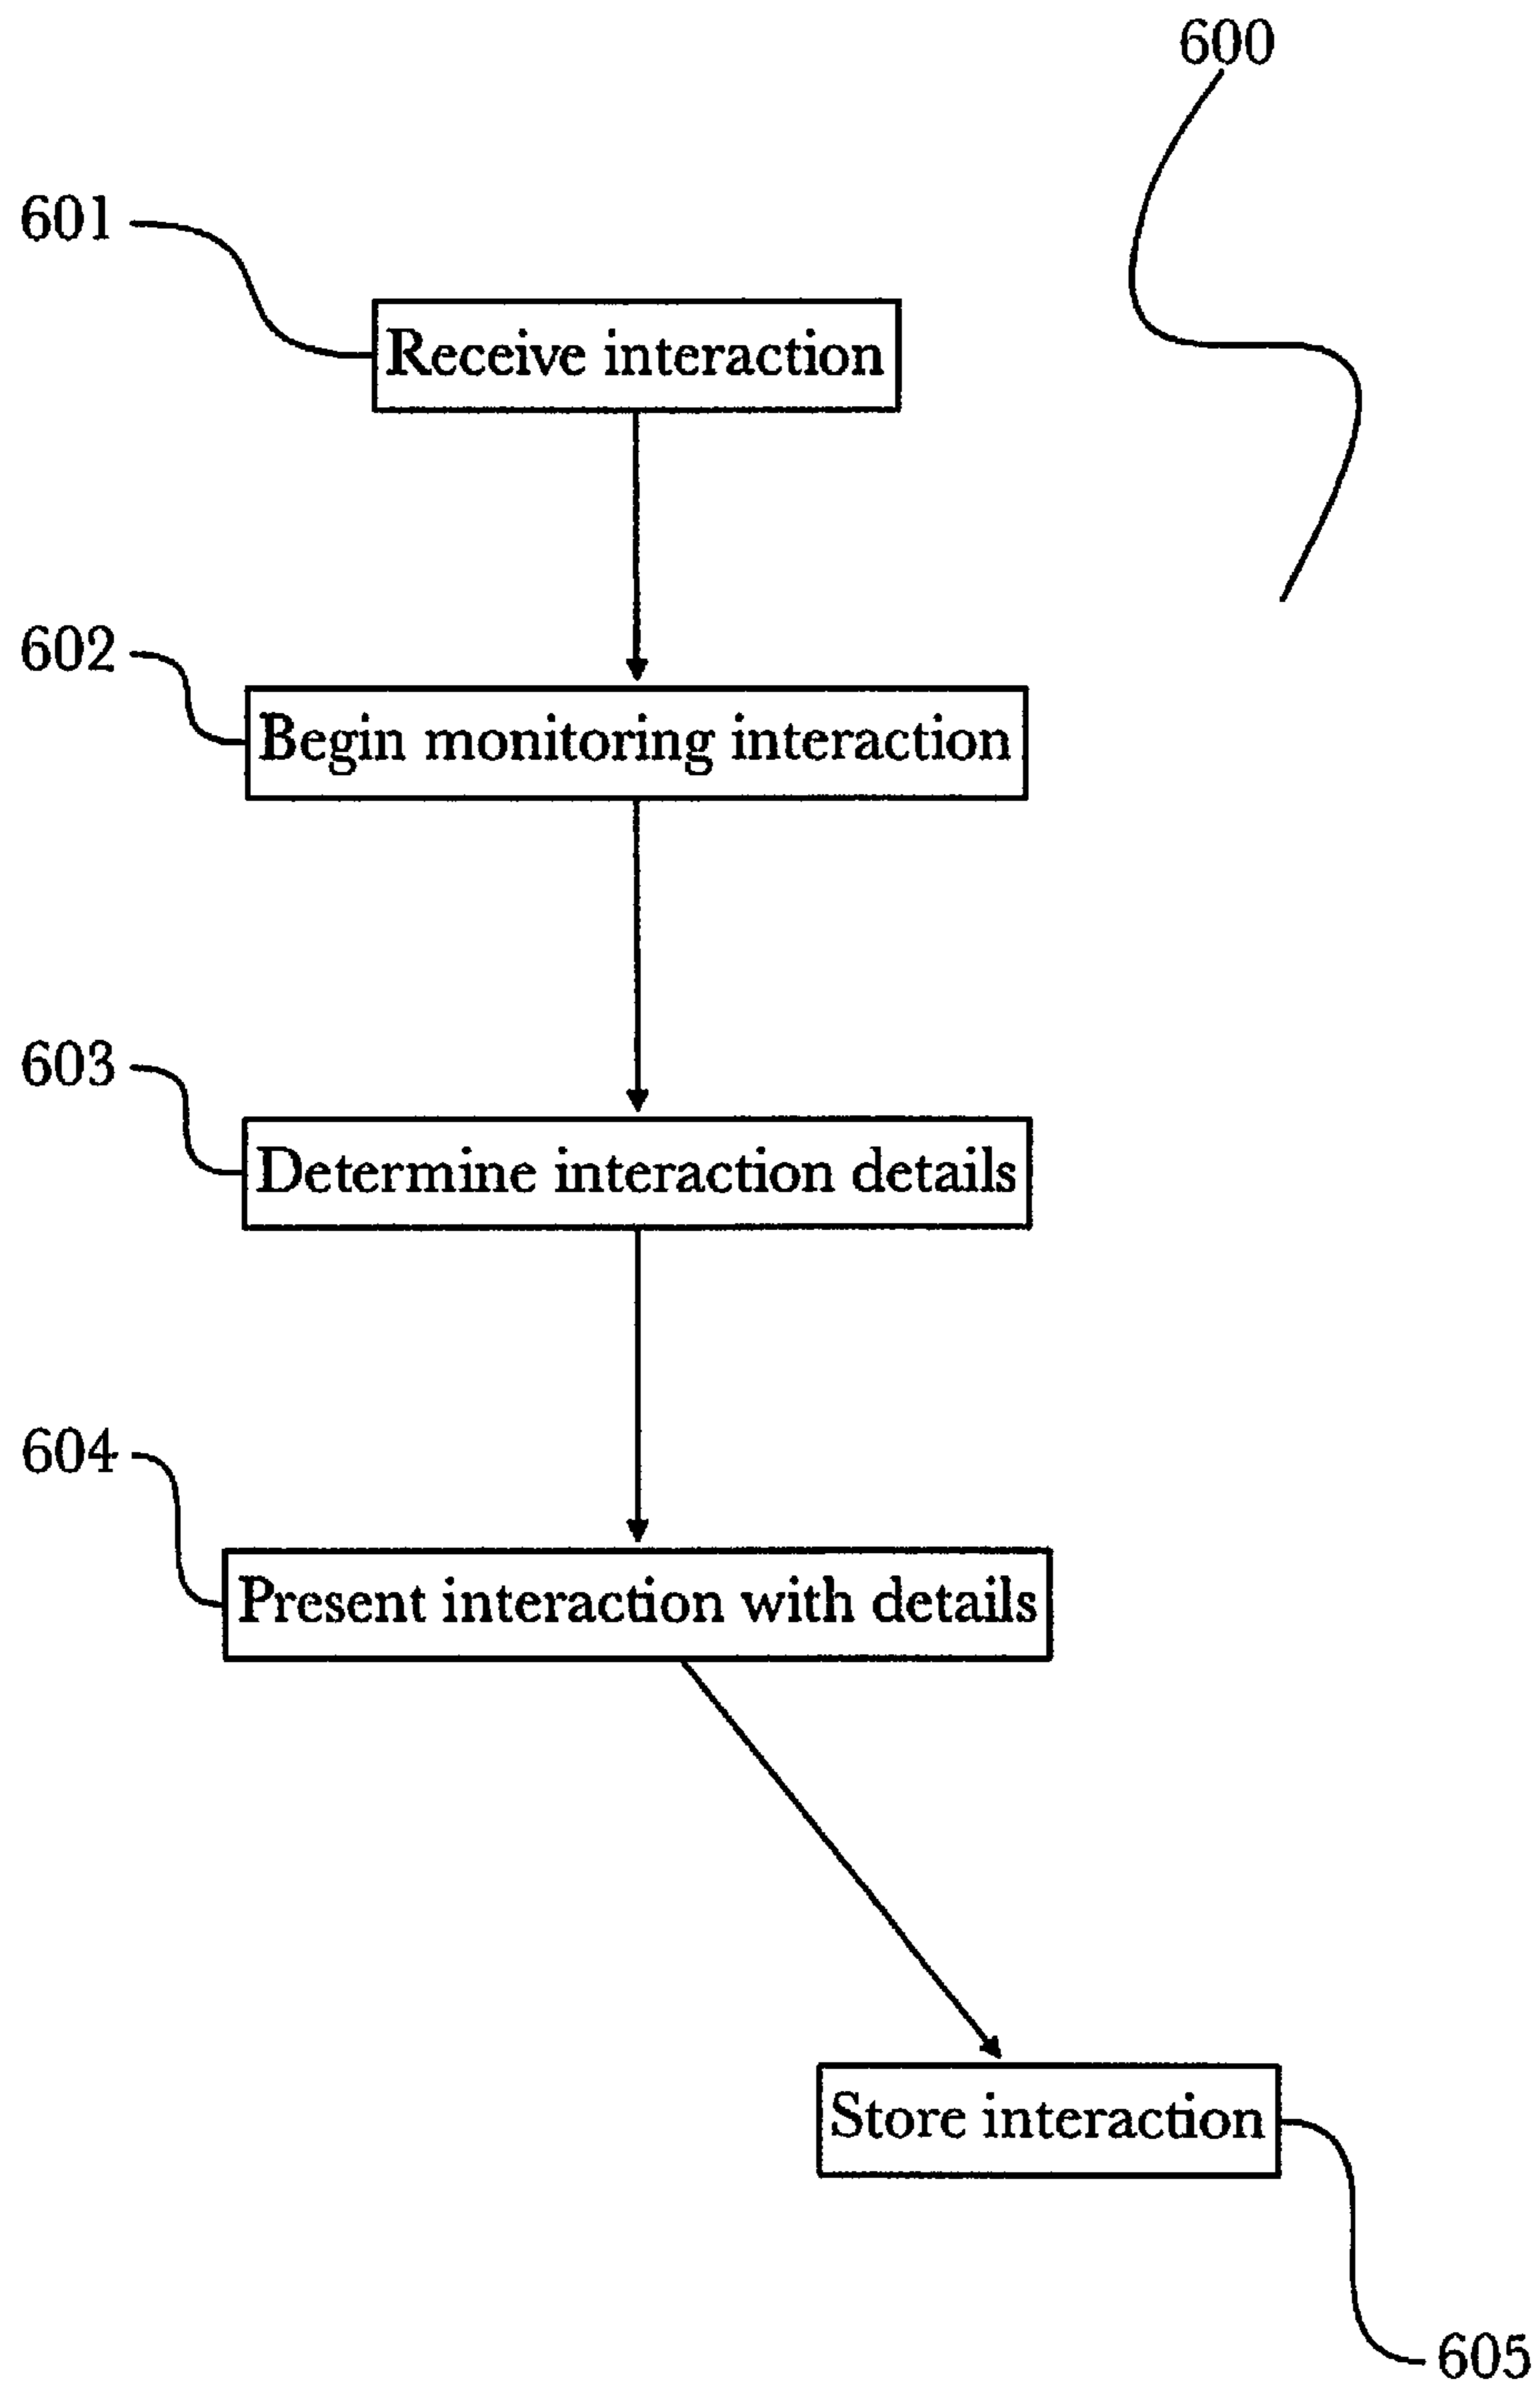 600
601
Receive interaction
602
Begin monitoring interaction
603
Determine interaction details
604
Present interaction with details
Store interaction
605